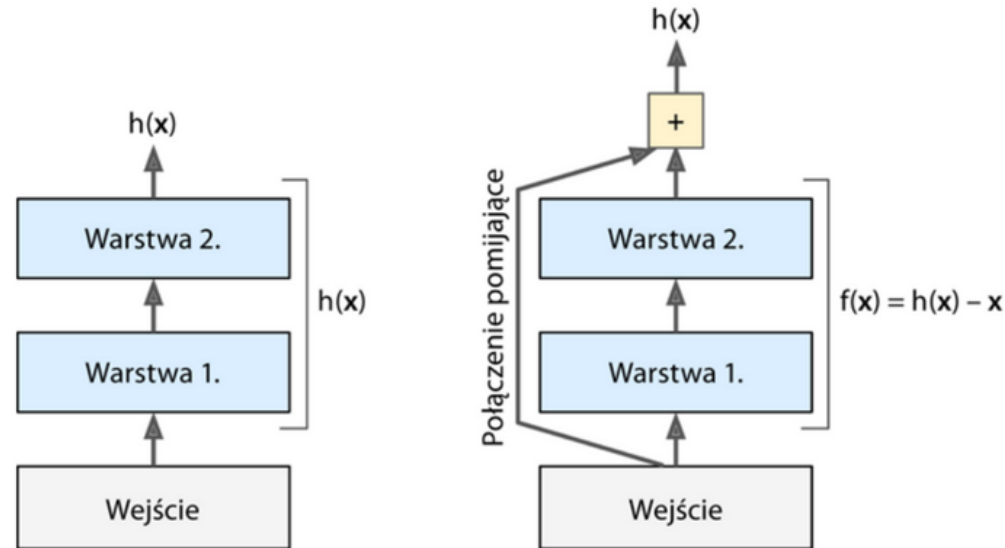 h(x)
Warstwa 2.
Warstwa 1.
h(x)
Wejście
h(x)
+
Połączenie pomijające
Warstwa 2.
Warstwa 1.
f(x) = h(x) – x
Wejście